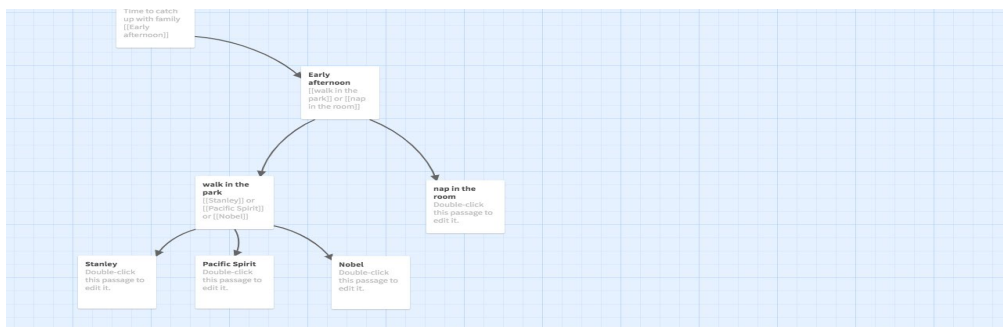 Time to catch
up with family
[[Early
afternoon]]
Early
afternoon
[[walk in the
park]] or [[nap
in the room]]
walk in the
park
[[Stanley]] or
[[Pacific Spirit]]
or [[Nobel]]
nap in the
room
Double-click
this passage to
edit it.
Stanley
Double-click
this passage to
edit it.
Pacific Spirit
Double-click
this passage to
edit it.
Nobel
Double-click
this passage to
edit it.